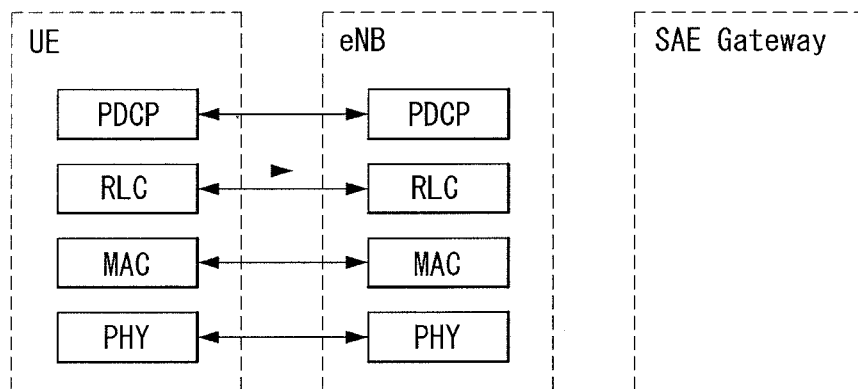 UE eNB SAE Gateway
PDCP PDCP
RLC RLC
MAC MAC
PHY PHY